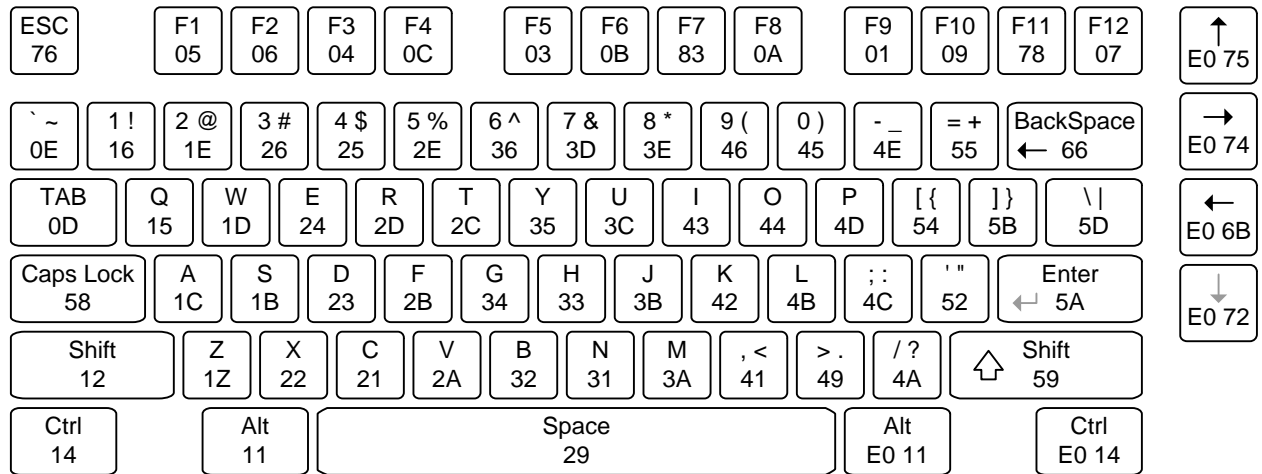 ESC F1 F2 F3 F4 F5 F6 F7 F8 F9 F10 F11 F12 ↑
76 05 06 04 0C 03 0B 83 0A 01 09 78 07 E0 75
` ~ 1 ! 2 @ 3 # 4 $ 5 % 6 ^ 7 & 8 * 9 ( 0 ) - _ = + BackSpace →
0E 16 1E 26 25 2E 36 3D 3E 46 45 4E 55 ← 66 E0 74
TAB Q W E R T Y U I O P [ { ] } \ | ←
0D 15 1D 24 2D 2C 35 3C 43 44 4D 54 5B 5D E0 6B
Caps Lock A S D F G H J K L ; : ' " Enter ↓
58 1C 1B 23 2B 34 33 3B 42 4B 4C 52 ↵ 5A E0 72
Shift Z X C V B N M , < > . / ? ⇧ Shift
12 1Z 22 21 2A 32 31 3A 41 49 4A 59
Ctrl Alt Space Alt Ctrl
14 11 29 E0 11 E0 14